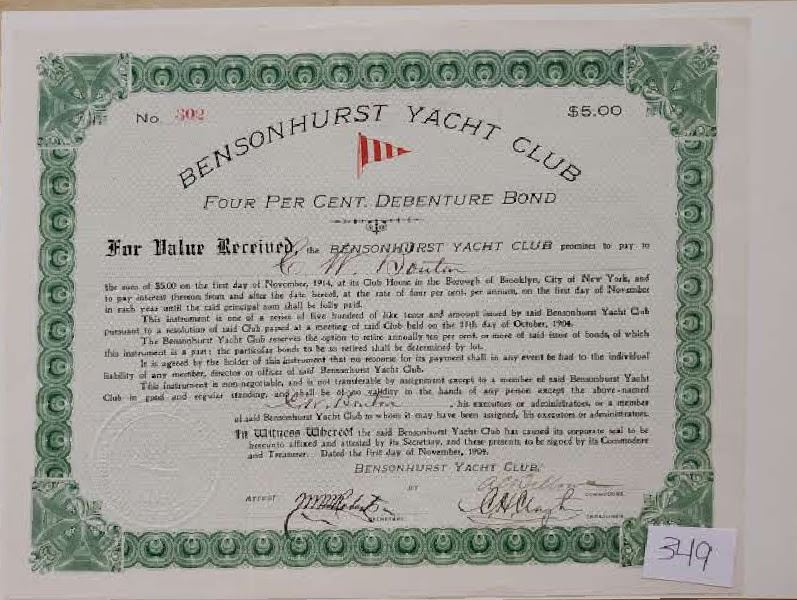 No 302
$5.00
BENSONHURST YACHT CLUB
FOUR PER CENT. DEBENTURE BOND
For Value Received, the BENSONHURST YACHT CLUB promises to pay to
C. W. Bouton
the sum of $5.00 on the first day of November, 1914, at its Club House in the Borough of Brooklyn, City of New York, and
to pay interest thereon from and after the date hereof, at the rate of four per cent. per annum, on the first day of November
in each year until the said principal sum shall be fully paid.
This instrument is one of a series of five hundred of like tenor and amount issued by said Bensonhurst Yacht Club
pursuant to a resolution of said Club passed at a meeting of said Club held on the 11th day of October, 1904.
The Bensonhurst Yacht Club reserves the option to retire annually ten per cent. or more of said issue of bonds, of which
this instrument is a part; the particular bonds to be so retired shall be determined by lot.
It is agreed by the holder of this instrument that no recourse for its payment shall in any event be had to the individual
liability of any member, director or officer of said Bensonhurst Yacht Club.
This instrument is non-negotiable, and is not transferable by assignment except to a member of said Bensonhurst Yacht
Club in good and regular standing, and shall be of no validity in the hands of any person except the above-named
C. W. Bouton , his executors or administrators, or a member
of said Bensonhurst Yacht Club to whom it may have been assigned, his executors or administrators.
In Witness Whereof the said Bensonhurst Yacht Club has caused its corporate seal to be
hereunto affixed and attested by its Secretary, and these presents to be signed by its Commodore
and Treasurer. Dated the first day of November, 1904.
BENSONHURST YACHT CLUB,
BY
COMMODORE.
ATTEST
SECRETARY.
TREASURER.
349